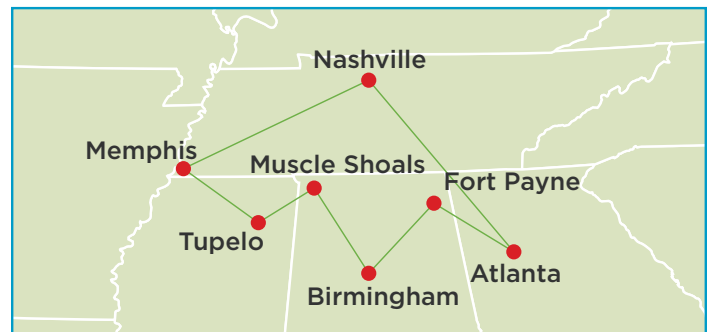 Nashville
Memphis
Muscle Shoals
Fort Payne
Tupelo
Atlanta
Birmingham